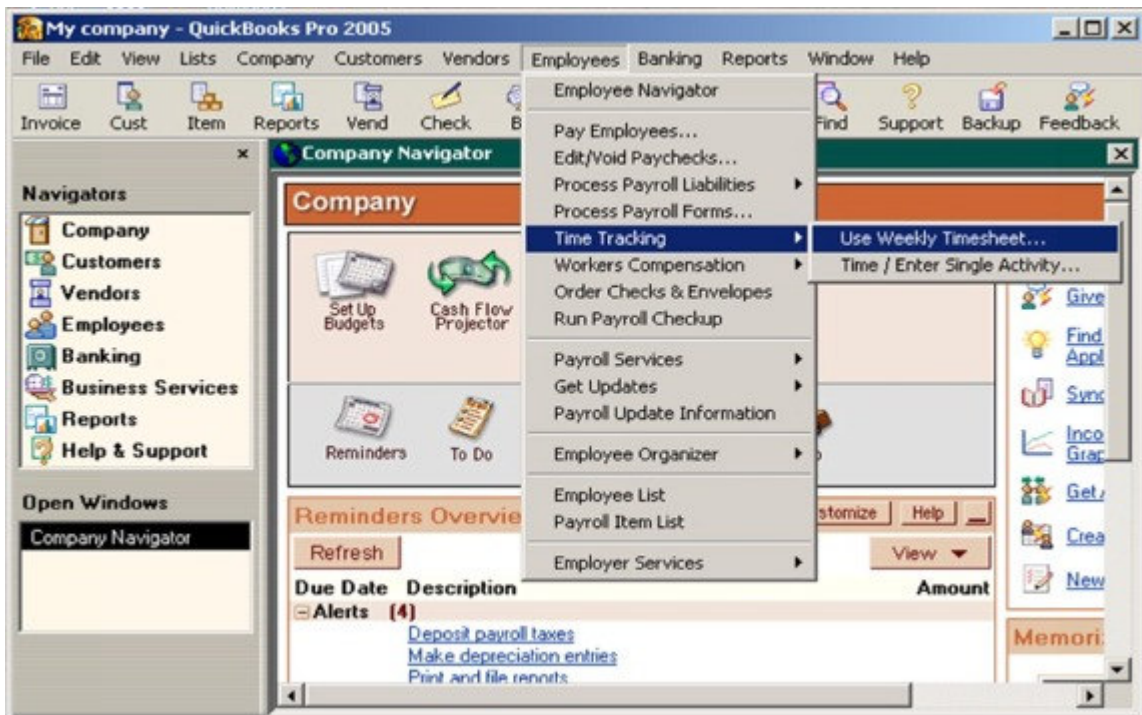 My company - QuickBooks Pro 2005
File Edit View Lists Company Customers Vendors Employees Banking Reports Window Help
Invoice Cust Item Reports Vend Check Find Support Backup Feedback
Employee Navigator
Pay Employees...
Edit/Void Paychecks...
Process Payroll Liabilities
Process Payroll Forms...
Time Tracking
Workers Compensation
Order Checks & Envelopes
Run Payroll Checkup
Payroll Services
Get Updates
Payroll Update Information
Employee Organizer
Employee List
Payroll Item List
Employer Services
Use Weekly Timesheet...
Time / Enter Single Activity...
Navigators
Company
Customers
Vendors
Employees
Banking
Business Services
Reports
Help & Support
Open Windows
Company Navigator
Company Navigator
Company
Set Up
Budgets
Cash Flow
Projector
Reminders To Do
Give
Find
Appl
Sync
Inco
Grap
Get
Crea
New
Reminders Overvie
stomize Help
Refresh View
Due Date Description Amount
Alerts (4)
Deposit payroll taxes
Make depreciation entries
Print and file reports
Memori